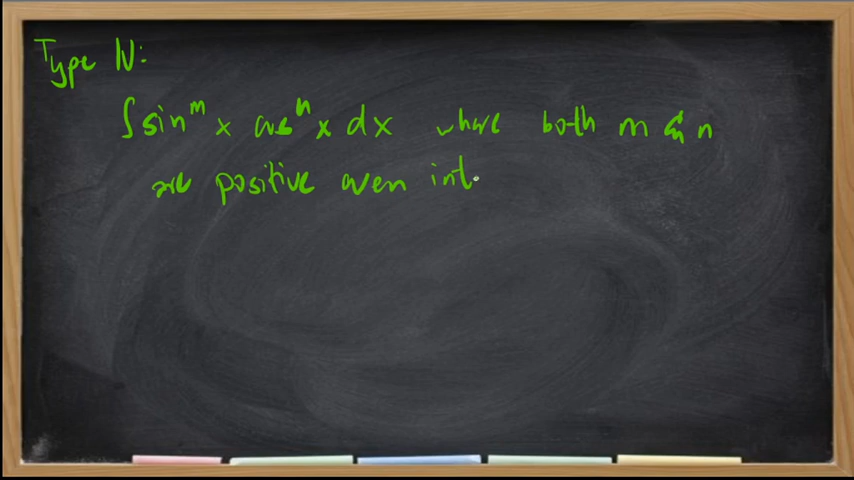 Type IV:
∫sinᵐ x cosⁿ x dx where both m & n
are positive even int.